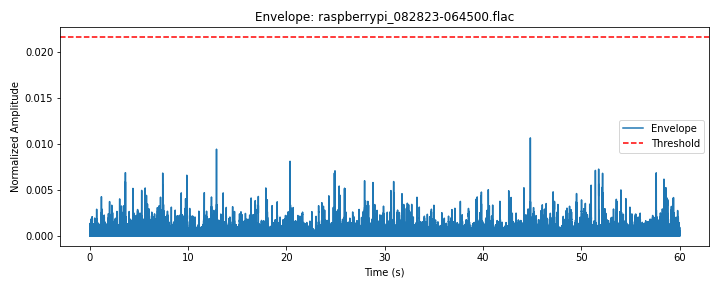 Envelope: raspberrypi_082823-064500.flac
Normalized Amplitude
0.020
0.015
0.010
0.005
0.000
Envelope
Threshold
0 10 20 30 40 50 60
Time (s)